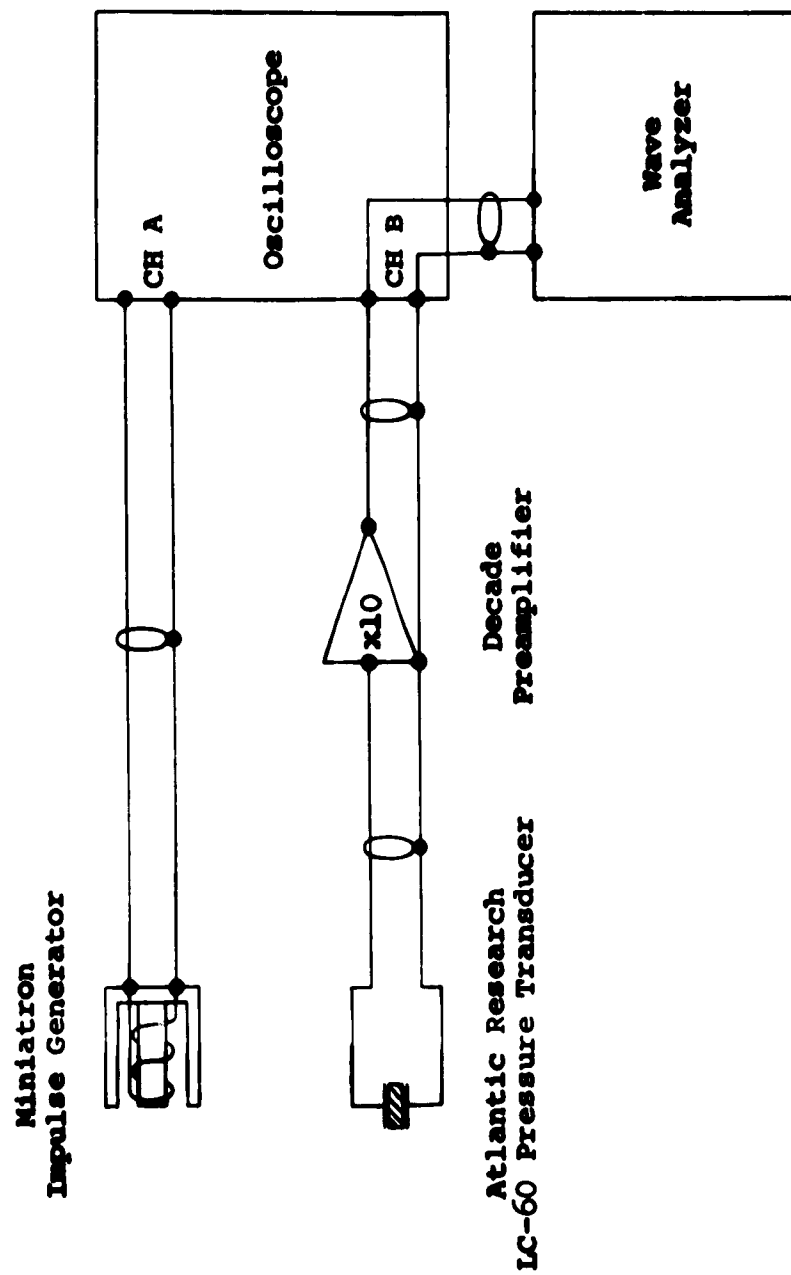 Miniatron
Impulse Generator
CH A
Oscilloscope
CH B
x10
Atlantic Research
LC-60 Pressure Transducer
Decade
Preamplifier
Wave
Analyzer